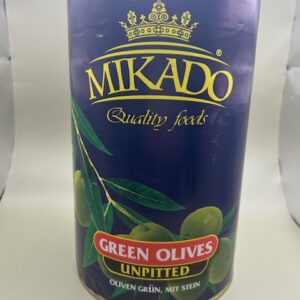 MIKADO®
Quality foods
GREEN OLIVES
UNPITTED
OLIVEN GRÜN, MIT STEIN